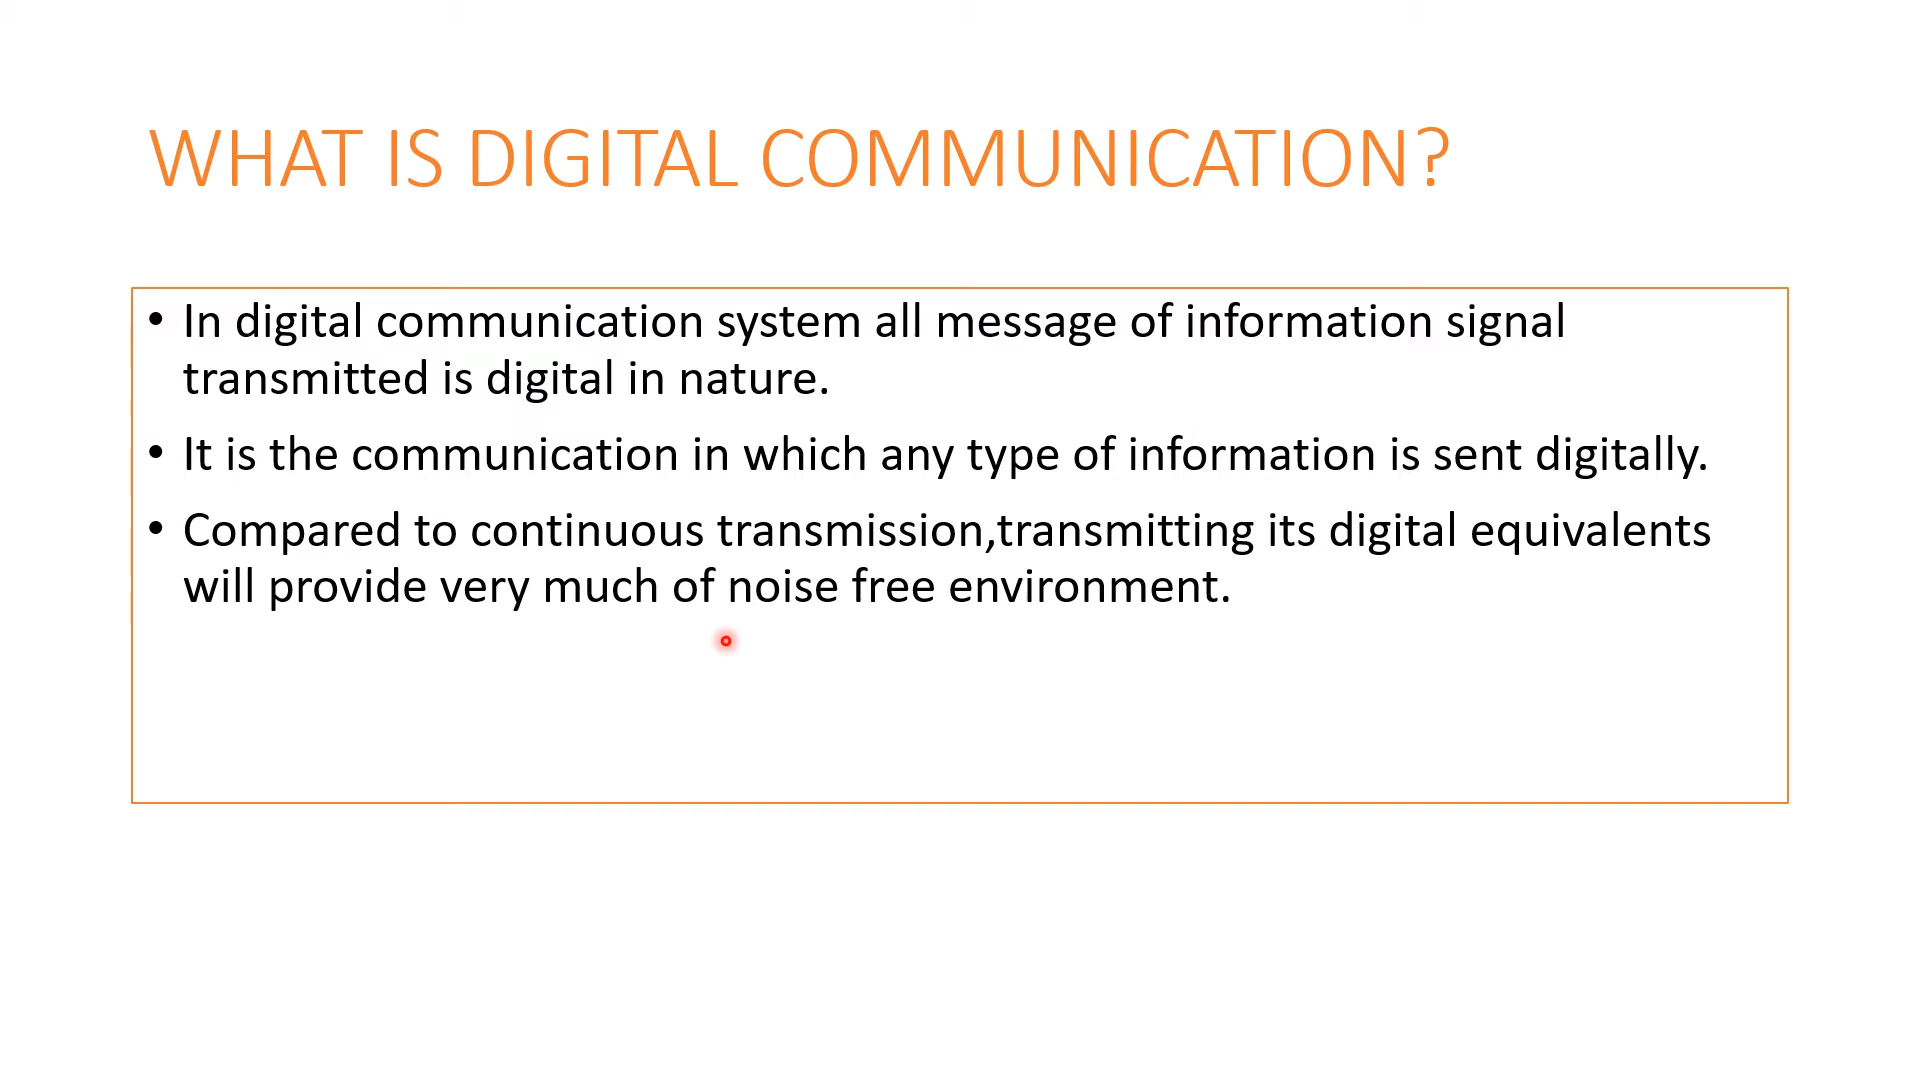 WHAT IS DIGITAL COMMUNICATION?
• In digital communication system all message of information signal
transmitted is digital in nature.
• It is the communication in which any type of information is sent digitally.
• Compared to continuous transmission,transmitting its digital equivalents
will provide very much of noise free environment.